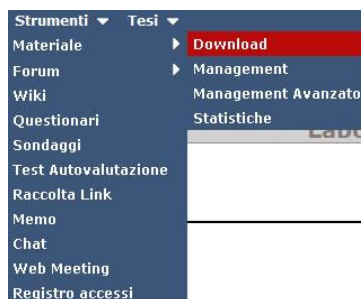 Strumenti Tesi
Materiale
Forum
Wiki
Questionari
Sondaggi
Test Autovalutazione
Raccolta Link
Memo
Chat
Web Meeting
Registro accessi
Download
Management
Management Avanzato
Statistiche